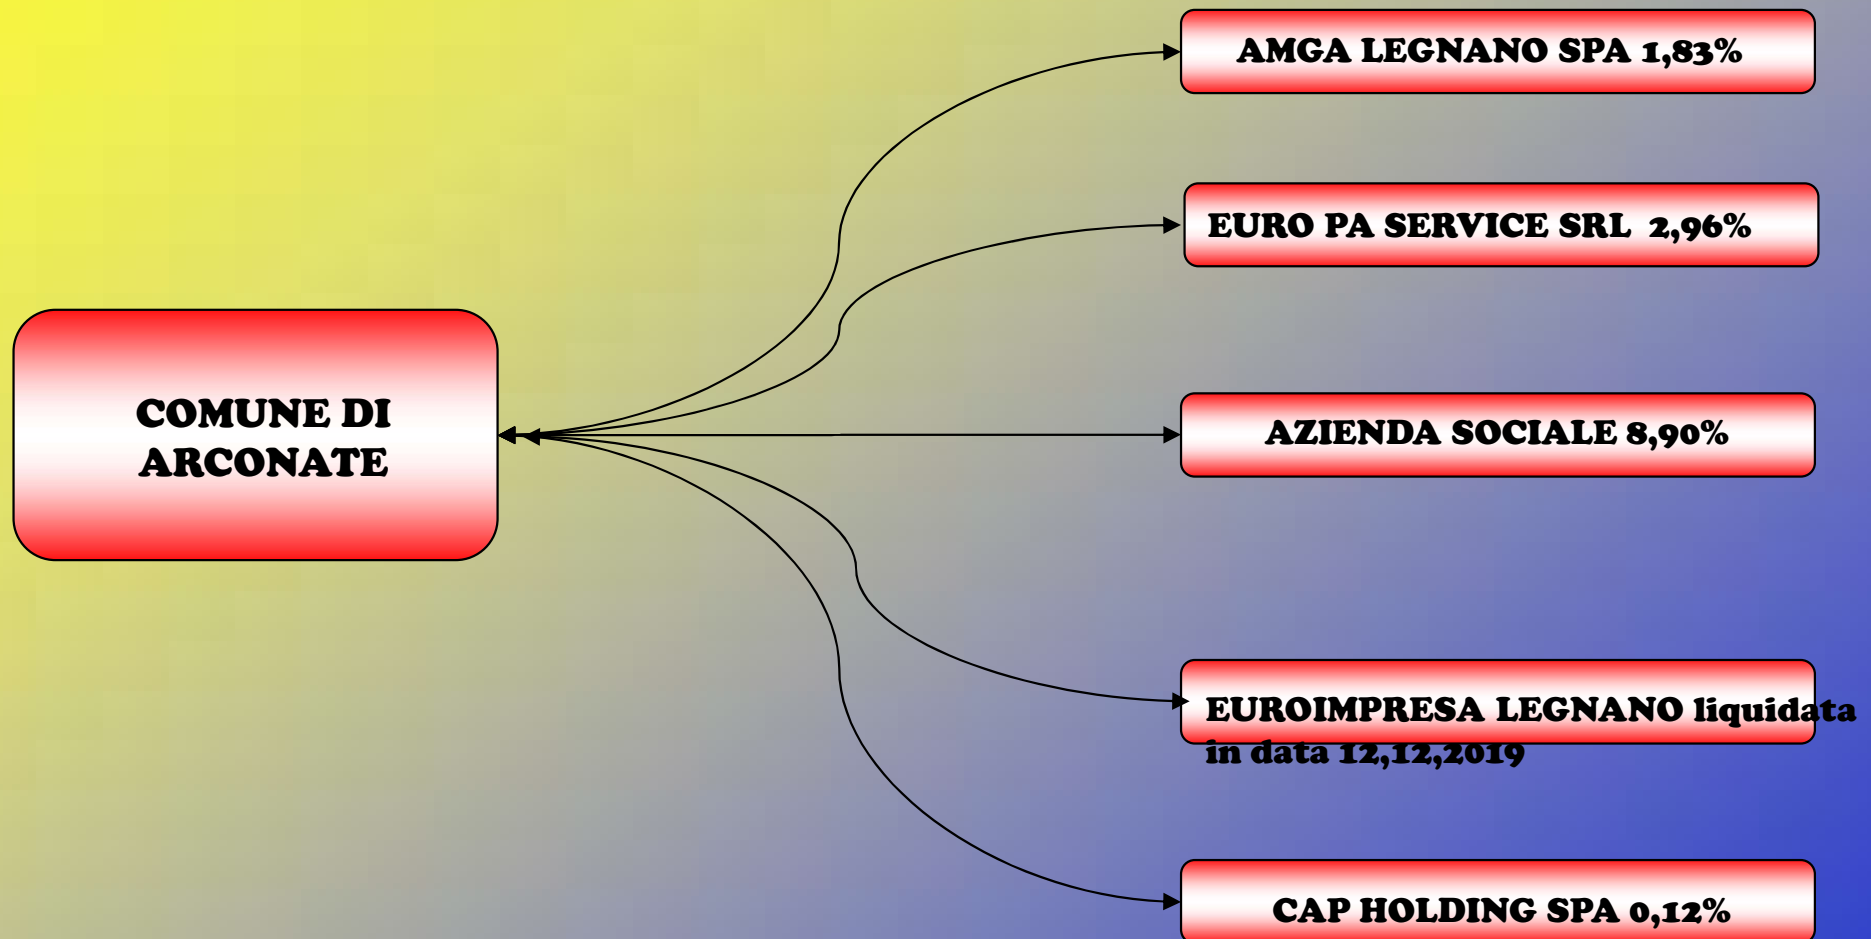 AMGA LEGNANO SPA 1,83%
EURO PA SERVICE SRL 2,96%
COMUNE DI
ARCONATE
AZIENDA SOCIALE 8,90%
EUROIMPRESA LEGNANO liquidata
in data 12,12,2019
CAP HOLDING SPA 0,12%